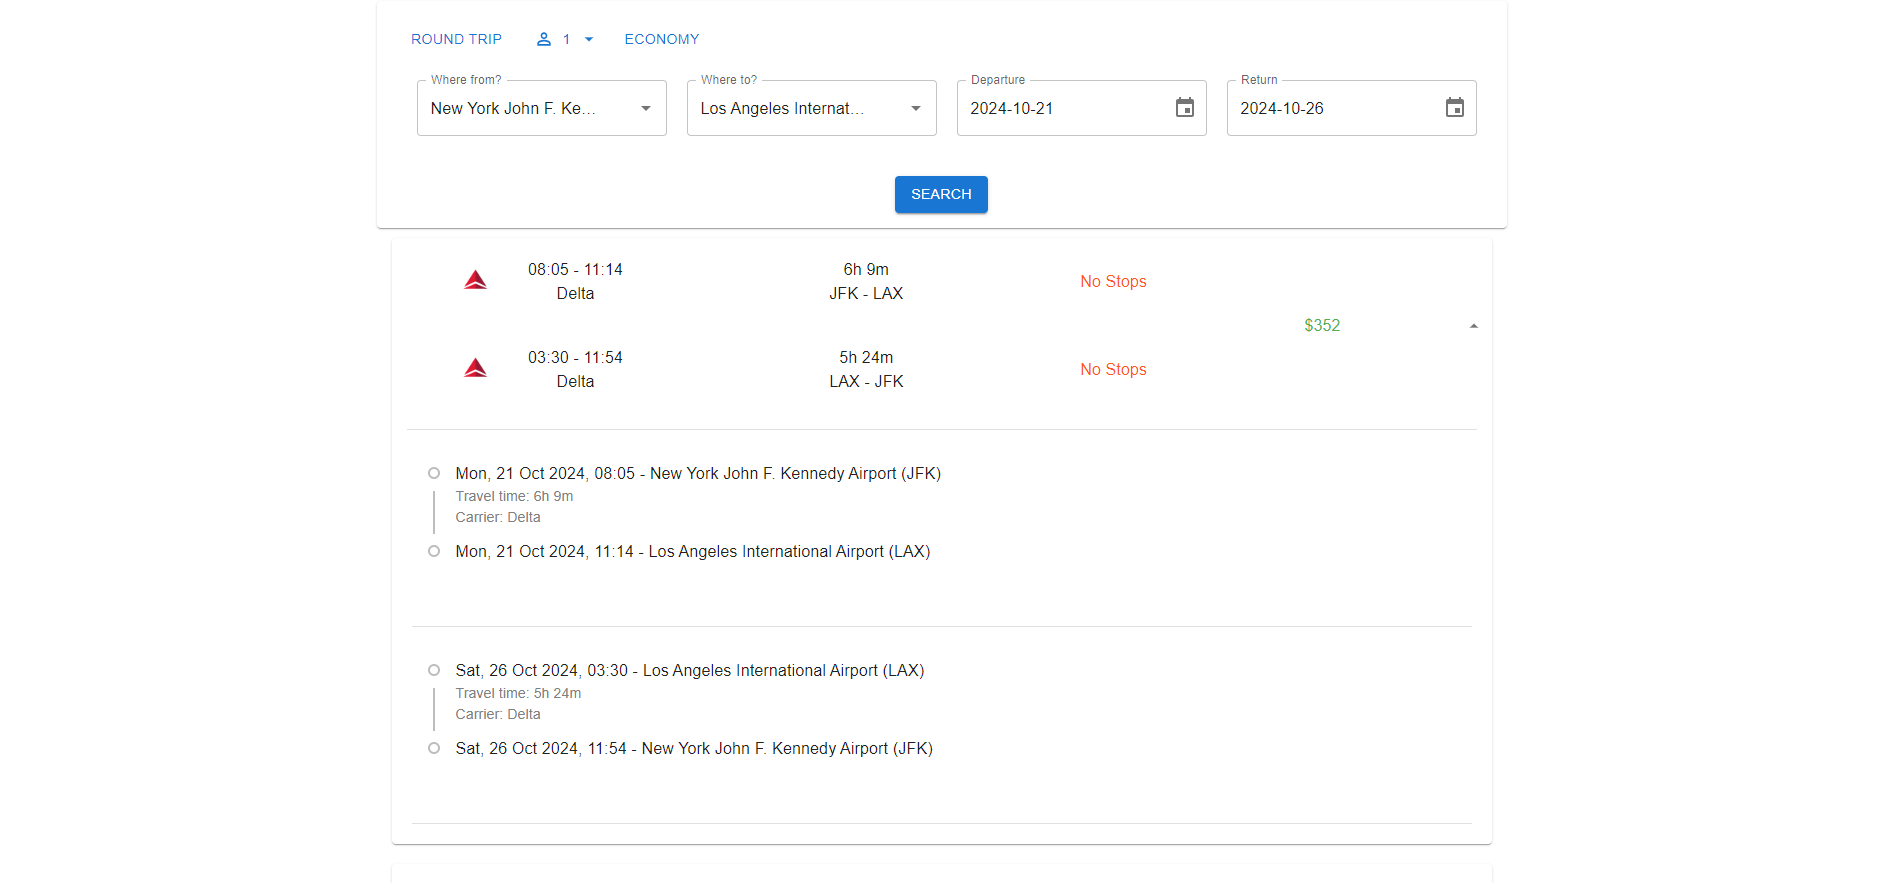 ROUND TRIP 1 ECONOMY
Where from? Where to? Departure Return
New York John F. Ke... Los Angeles Internat... 2024-10-21 2024-10-26
SEARCH
08:05 - 11:14 6h 9m No Stops
Delta JFK - LAX
$352
03:30 - 11:54 5h 24m No Stops
Delta LAX - JFK
Mon, 21 Oct 2024, 08:05 - New York John F. Kennedy Airport (JFK)
Travel time: 6h 9m
Carrier: Delta
Mon, 21 Oct 2024, 11:14 - Los Angeles International Airport (LAX)
Sat, 26 Oct 2024, 03:30 - Los Angeles International Airport (LAX)
Travel time: 5h 24m
Carrier: Delta
Sat, 26 Oct 2024, 11:54 - New York John F. Kennedy Airport (JFK)